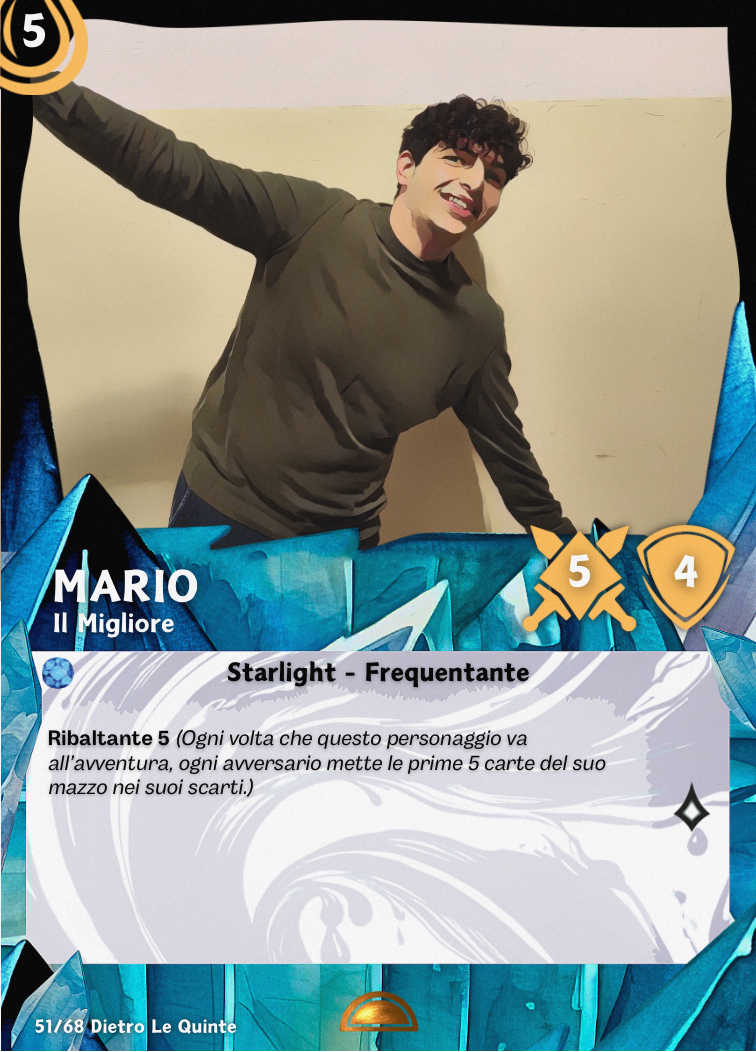 5
MARIO
Il Migliore
5
4
Starlight - Frequentante
Ribaltante 5 (Ogni volta che questo personaggio va
all'avventura, ogni avversario mette le prime 5 carte del suo
mazzo nei suoi scarti.)
51/68 Dietro Le Quinte